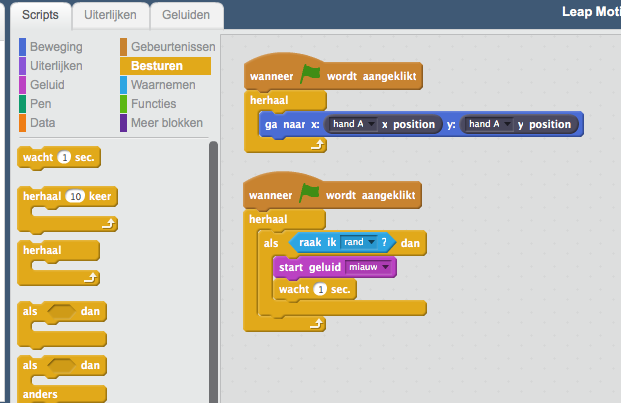 Scripts Uiterlijken Geluiden
Leap Moti
Beweging Gebeurtenissen
Uiterlijken Besturen
Geluid Waarnemen
Pen Functies
Data Meer blokken
wacht 1 sec.
herhaal 10 keer
herhaal
als dan
als dan
anders
wanneer wordt aangeklikt
herhaal
ga naar x: hand A x position y: hand A y position
wanneer wordt aangeklikt
herhaal
als raak ik rand ? dan
start geluid miauw
wacht 1 sec.